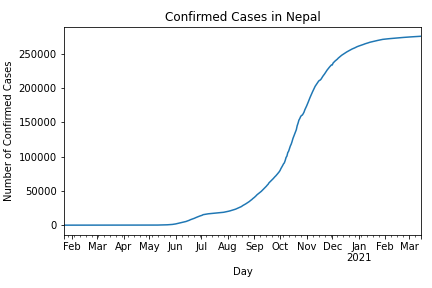 Confirmed Cases in Nepal
Number of Confirmed Cases
250000
200000
150000
100000
50000
0
Feb Mar Apr May Jun Jul Aug Sep Oct Nov Dec Jan Feb Mar
2021
Day